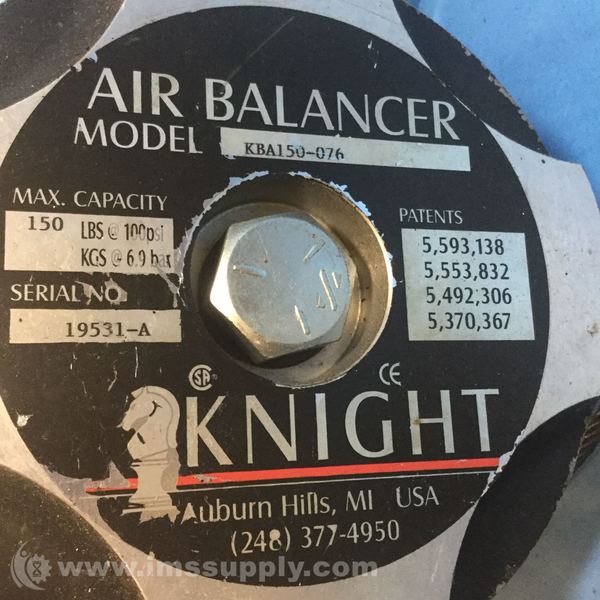 AIR BALANCER
MODEL KBA150-076
MAX. CAPACITY
150 LBS @ 100psi
KGS @ 6.9 bar
SERIAL NO.
19531-A
PATENTS
5,593,138
5,553,832
5,492,306
5,370,367
SA
CE
KNIGHT
Auburn Hills, MI USA
(248) 377-4950
www.imssupply.com